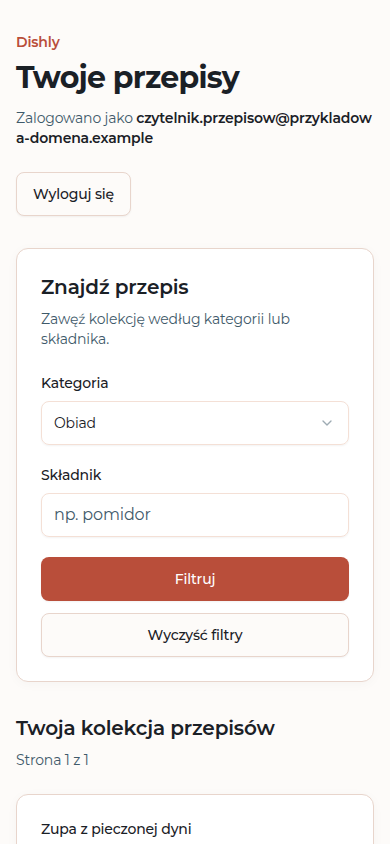 Dishly
Twoje przepisy
Zalogowano jako czytelnik.przepisow@przykladow
a-domena.example
Wyloguj się
Znajdź przepis
Zawęź kolekcję według kategorii lub
składnika.
Kategoria
Obiad
Składnik
np. pomidor
Filtruj
Wyczyść filtry
Twoja kolekcja przepisów
Strona 1 z 1
Zupa z pieczonej dyni